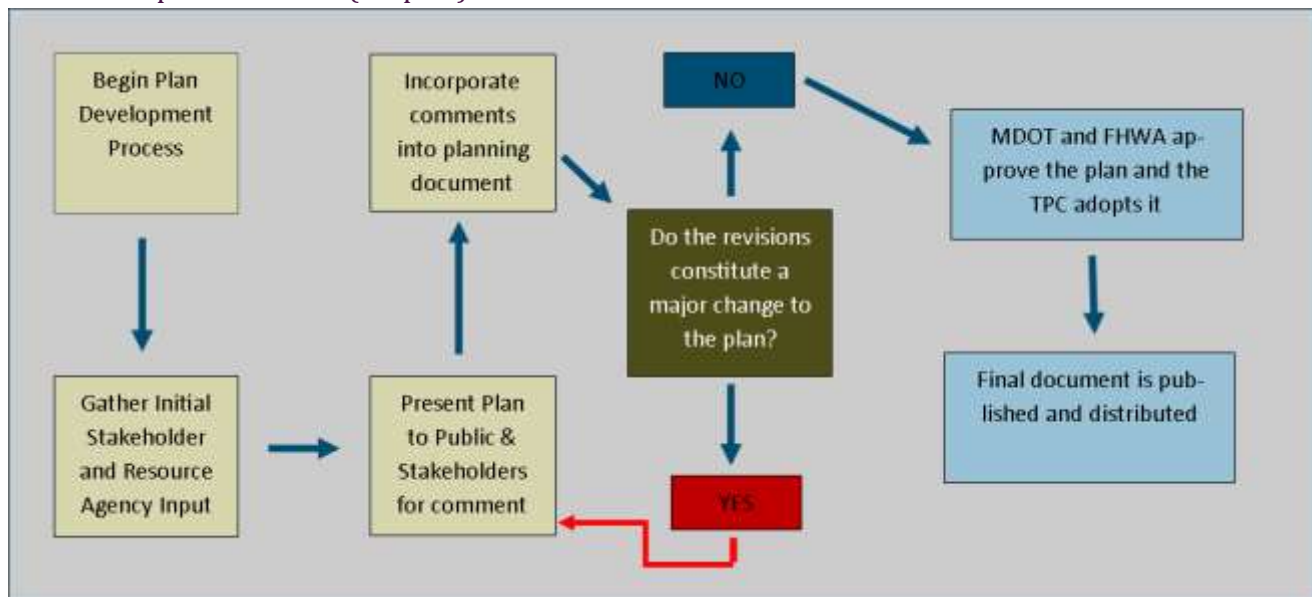 Begin Plan
Development
Process
Gather Initial
Stakeholder
and Resource
Agency Input
Present Plan
to Public &
Stakeholders
for comment
Incorporate
comments
into planning
document
Do the revisions
constitute a
major change to
the plan?
NO
YES
MDOT and FHWA ap-
prove the plan and the
TPC adopts it
Final document is pub-
lished and distributed